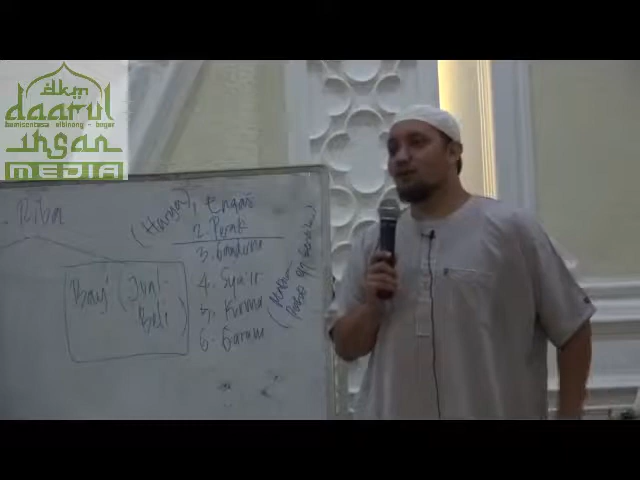 dkm
daarul
ihsan
MEDIA
Riba
Bay' (Jual-
Beli)
(Harga) 1. Emas
2. Perak
3. Gandum
4. Sya'ir
5. Kurma
6. Garam